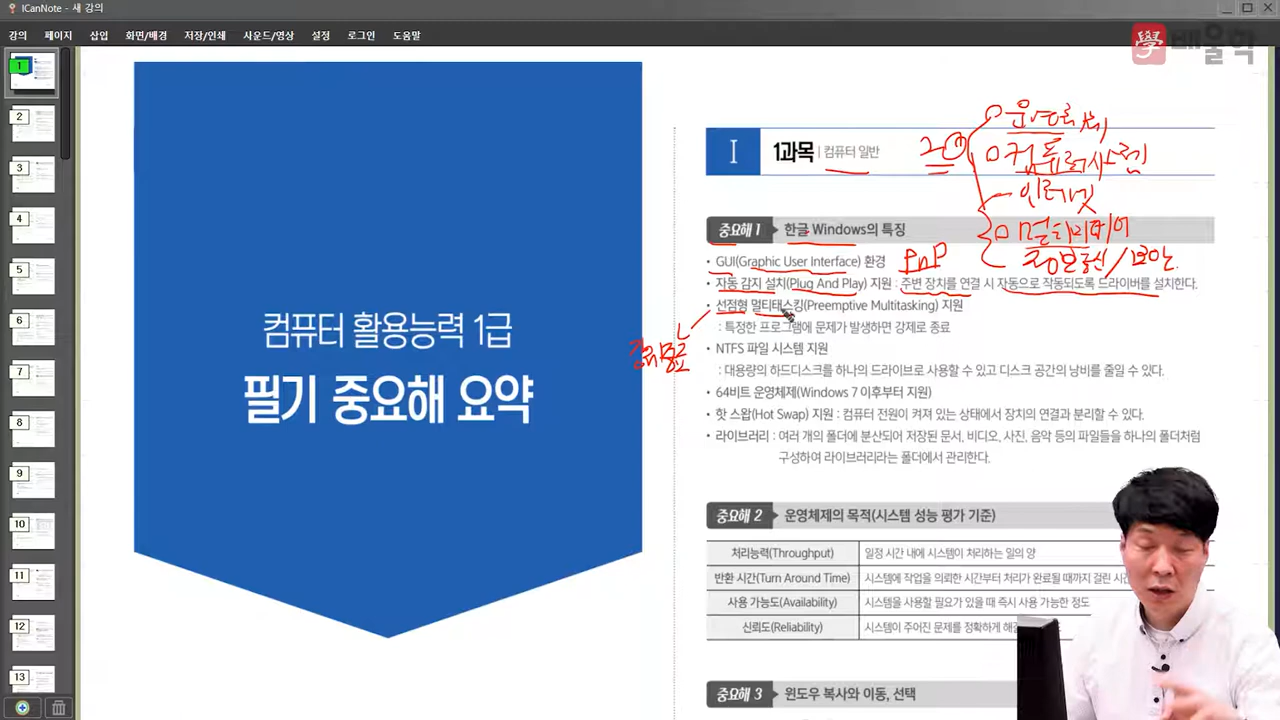 ICanNote - 새 강의
강의 페이지 삽입 화면/배경 저장/인쇄 사운드/영상 설정 로그인 도움말
學 배울학
1
2
3
4
5
6
7
8
9
10
11
12
13
컴퓨터 활용능력 1급
필기 중요해 요약
I 1과목 | 컴퓨터 일반
운영체제
컴퓨터시스템
인터넷
멀티미디어
정보통신/보안
중요해 1 한글 Windows의 특징
• GUI(Graphic User Interface) 환경 PnP
• 자동 감지 설치(Plug And Play) 지원 : 주변 장치를 연결 시 자동으로 작동되도록 드라이버를 설치한다.
• 선점형 멀티태스킹(Preemptive Multitasking) 지원
: 특정한 프로그램에 문제가 발생하면 강제로 종료
강제종료
• NTFS 파일 시스템 지원
: 대용량의 하드디스크를 하나의 드라이브로 사용할 수 있고 디스크 공간의 낭비를 줄일 수 있다.
• 64비트 운영체제(Windows 7 이후부터 지원)
• 핫 스왑(Hot Swap) 지원 : 컴퓨터 전원이 켜져 있는 상태에서 장치의 연결과 분리할 수 있다.
• 라이브러리 : 여러 개의 폴더에 분산되어 저장된 문서, 비디오, 사진, 음악 등의 파일들을 하나의 폴더처럼
구성하여 라이브러리라는 폴더에서 관리한다.
중요해 2 운영체제의 목적(시스템 성능 평가 기준)
처리능력(Throughput) 일정 시간 내에 시스템이 처리하는 일의 양
반환 시간(Turn Around Time) 시스템에 작업을 의뢰한 시간부터 처리가 완료될 때까지 걸린 시간
사용 가능도(Availability) 시스템을 사용할 필요가 있을 때 즉시 사용 가능한 정도
신뢰도(Reliability) 시스템이 주어진 문제를 정확하게
중요해 3 윈도우 복사와 이동, 선택